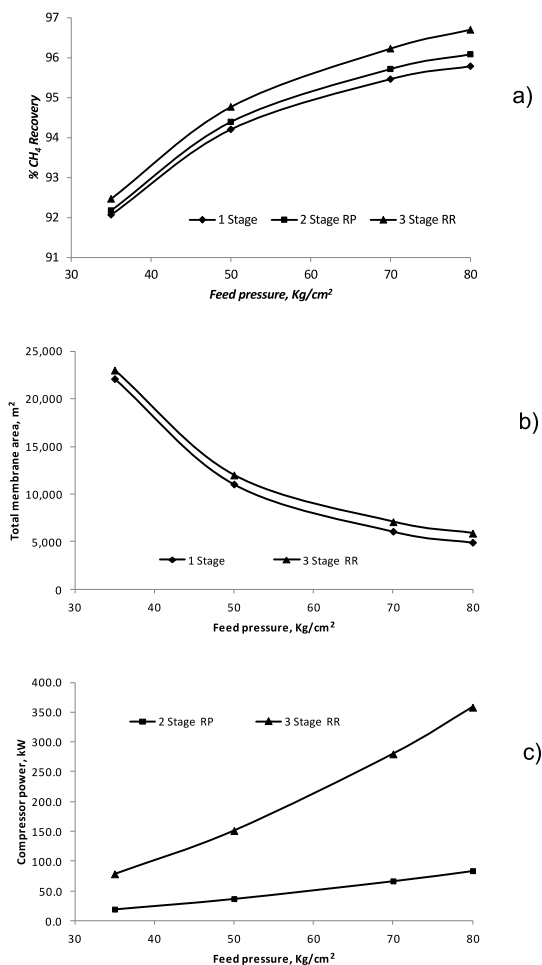 97
96
95
94
93
92
91
% CH4 Recovery
1 Stage 2 Stage RP 3 Stage RR
30 40 50 60 70 80
Feed pressure, Kg/cm²
a)
25,000
20,000
15,000
10,000
5,000
0
Total membrane area, m²
1 Stage 3 Stage RR
30 40 50 60 70 80
Feed pressure, Kg/cm²
b)
400.0
350.0
300.0
250.0
200.0
150.0
100.0
50.0
0.0
Compressor power, kW
2 Stage RP 3 Stage RR
30 40 50 60 70 80
Feed pressure, Kg/cm²
c)